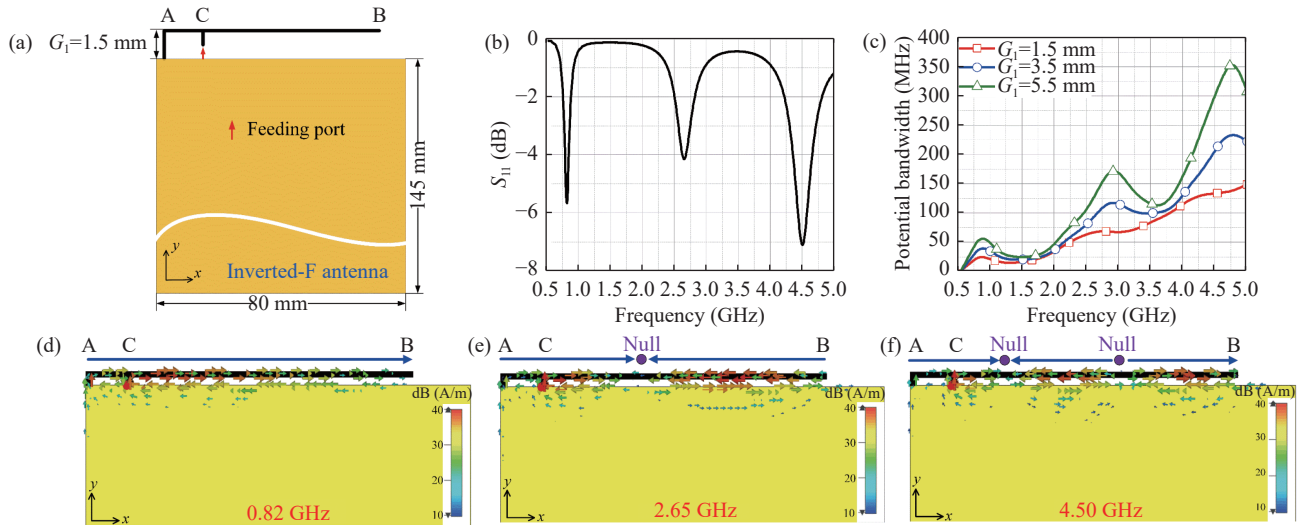 (a)
A C B
G₁=1.5 mm
Feeding port
145 mm
y
x
Inverted-F antenna
80 mm
(b)
0
−2
−4
−6
−8
S₁₁ (dB)
0.5 1.0 1.5 2.0 2.5 3.0 3.5 4.0 4.5 5.0
Frequency (GHz)
(c)
400
350
300
250
200
150
100
50
0
Potential bandwidth (MHz)
G₁=1.5 mm
G₁=3.5 mm
G₁=5.5 mm
0.5 1.0 1.5 2.0 2.5 3.0 3.5 4.0 4.5 5.0
Frequency (GHz)
(d)
A C B
dB (A/m)
40
30
20
10
y
x
0.82 GHz
(e)
Null
A C B
dB (A/m)
40
30
20
10
y
x
2.65 GHz
(f)
Null Null
A C B
dB (A/m)
40
30
20
10
y
x
4.50 GHz